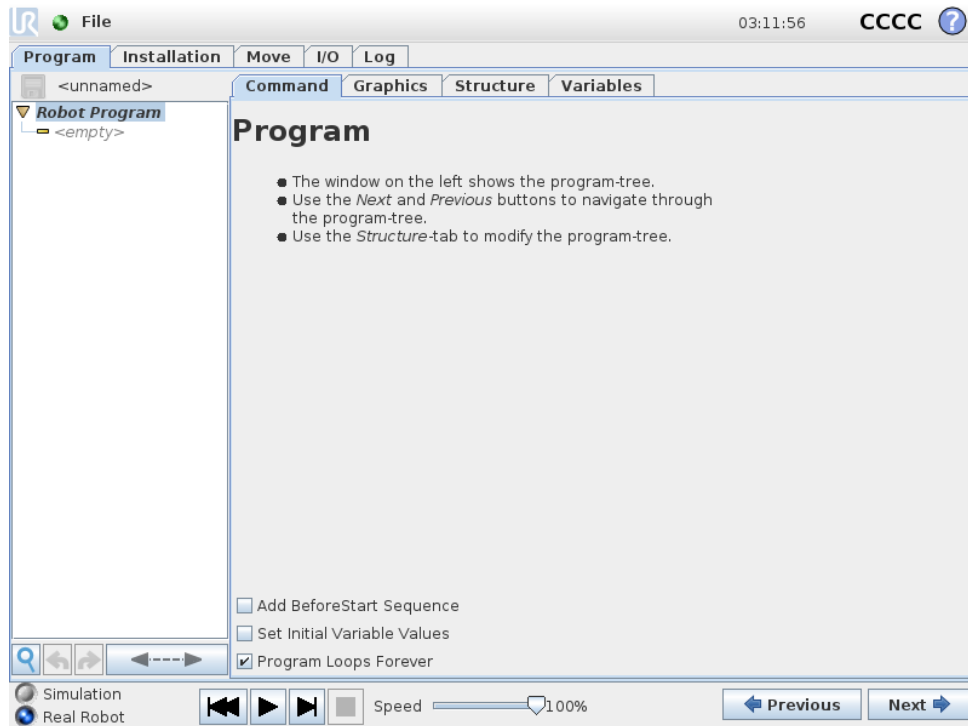 UR File 03:11:56 CCCC ?
Program Installation Move I/O Log
<unnamed> Command Graphics Structure Variables
Robot Program
<empty>
Program
The window on the left shows the program-tree.
Use the Next and Previous buttons to navigate through
the program-tree.
Use the Structure-tab to modify the program-tree.
Add BeforeStart Sequence
Set Initial Variable Values
Program Loops Forever
Simulation
Real Robot
Speed 100%
Previous Next